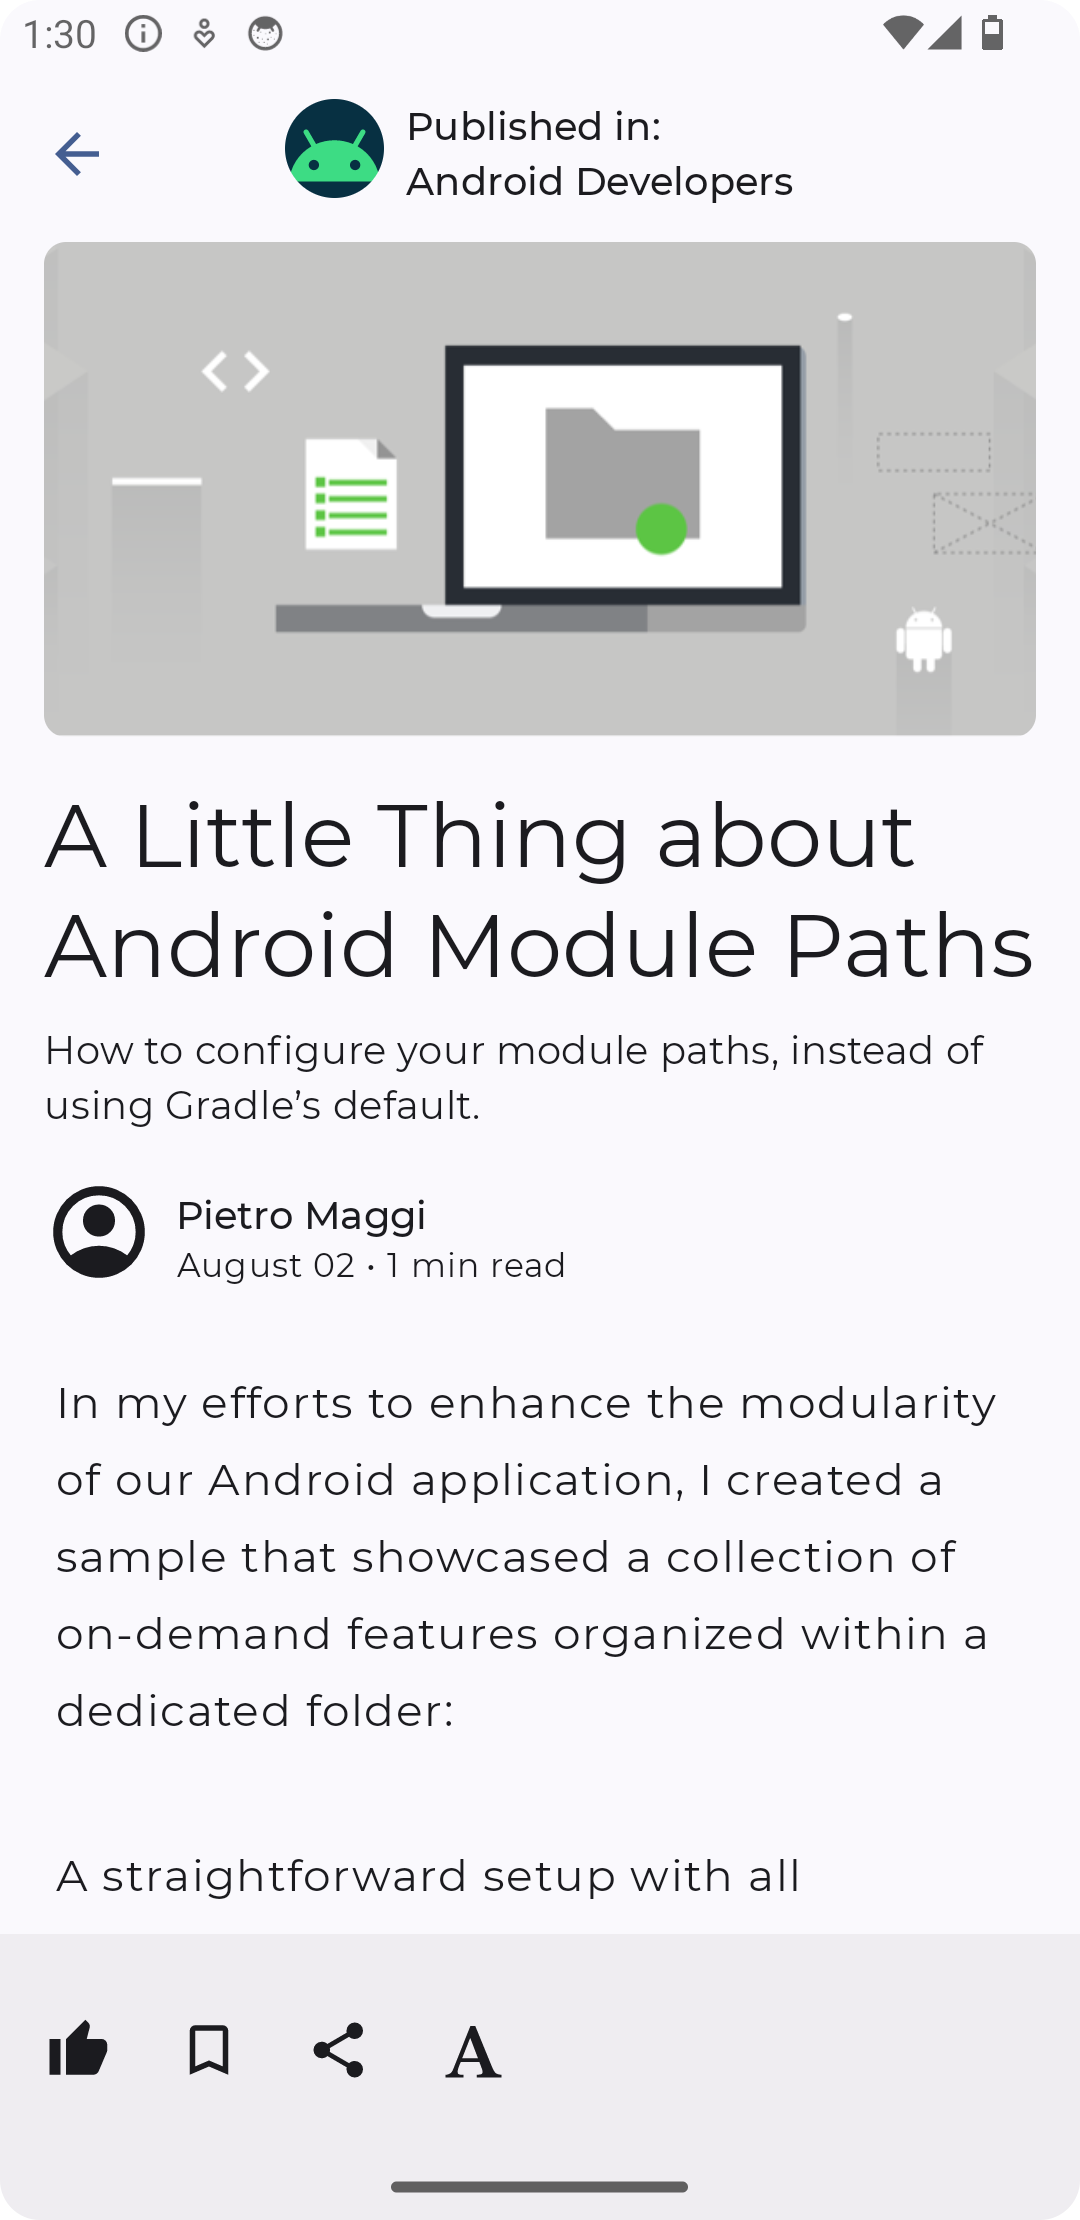 1:30
Published in:
Android Developers
< >
A Little Thing about
Android Module Paths
How to configure your module paths, instead of
using Gradle’s default.
Pietro Maggi
August 02 • 1 min read
In my efforts to enhance the modularity
of our Android application, I created a
sample that showcased a collection of
on-demand features organized within a
dedicated folder:
A straightforward setup with all
A